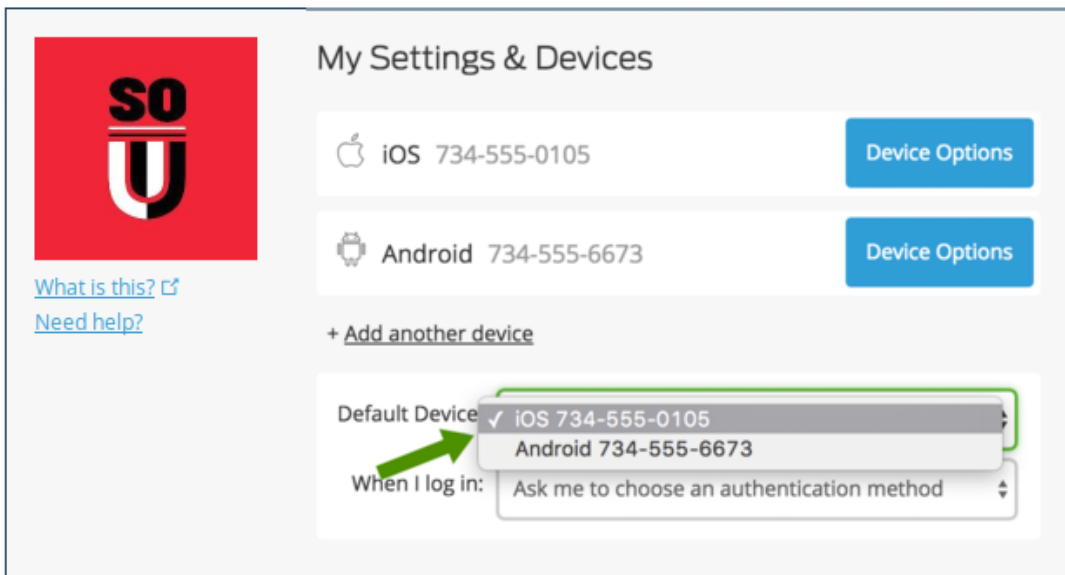 SO
U
What is this?
Need help?
My Settings & Devices
iOS 734-555-0105
Device Options
Android 734-555-6673
Device Options
+ Add another device
Default Device
✓ iOS 734-555-0105
Android 734-555-6673
When I log in:
Ask me to choose an authentication method